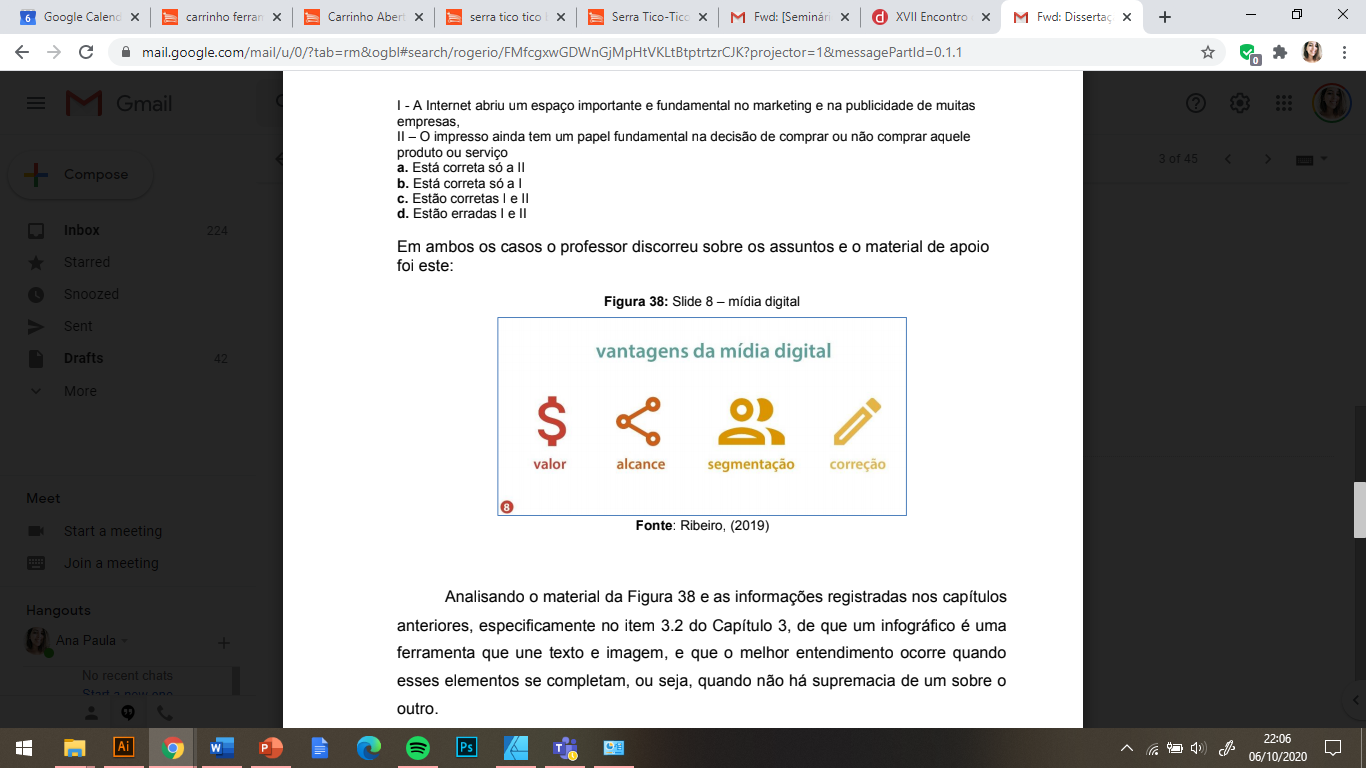 Google Calend
carrinho ferran
Carrinho Abert
serra tico tico
Serra Tico-Tico
Fwd: [Seminári
XVII Encontro
Fwd: Dissertaç
mail.google.com/mail/u/0/?tab=rm&ogbl#search/rogerio/FMfcgxwGDWnGjMpHtVKLtBtptrtzrCJK?projector=1&messagePartId=0.1.1
0
Gmail
3 of 45
Compose
Inbox 224
Starred
Snoozed
Sent
Drafts 42
More
Meet
Start a meeting
Join a meeting
Hangouts
Ana Paula
No recent chats
Start a new one
I - A Internet abriu um espaço importante e fundamental no marketing e na publicidade de muitas
empresas,
II – O impresso ainda tem um papel fundamental na decisão de comprar ou não comprar aquele
produto ou serviço
a. Está correta só a II
b. Está correta só a I
c. Estão corretas I e II
d. Estão erradas I e II
Em ambos os casos o professor discorreu sobre os assuntos e o material de apoio
foi este:
Figura 38: Slide 8 – mídia digital
vantagens da mídia digital
valor alcance segmentação correção
8
Fonte: Ribeiro, (2019)
Analisando o material da Figura 38 e as informações registradas nos capítulos
anteriores, especificamente no item 3.2 do Capítulo 3, de que um infográfico é uma
ferramenta que une texto e imagem, e que o melhor entendimento ocorre quando
esses elementos se completam, ou seja, quando não há supremacia de um sobre o
outro.
Ai
W
P
Ps
22:06
06/10/2020